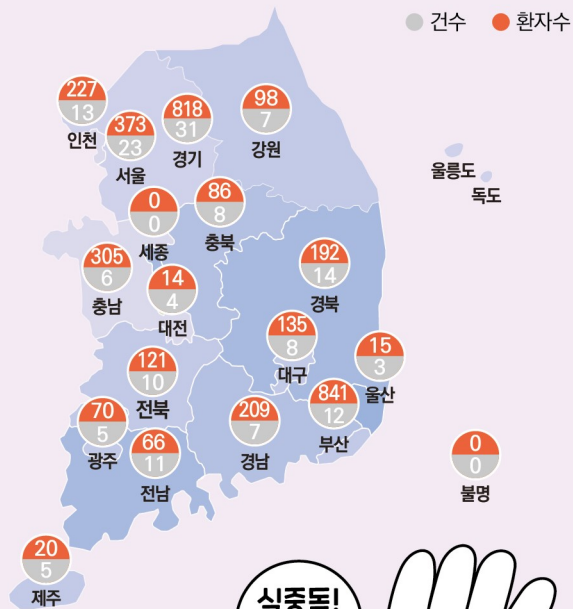 건수 환자수
227
13
인천
373
23
서울
818
31
경기
98
7
강원
울릉도
독도
0
0
세종
86
8
충북
305
6
충남
14
4
대전
192
14
경북
135
8
대구
15
3
울산
121
10
전북
841
12
부산
70
5
광주
66
11
전남
209
7
경남
0
0
불명
20
5
제주
식중독!